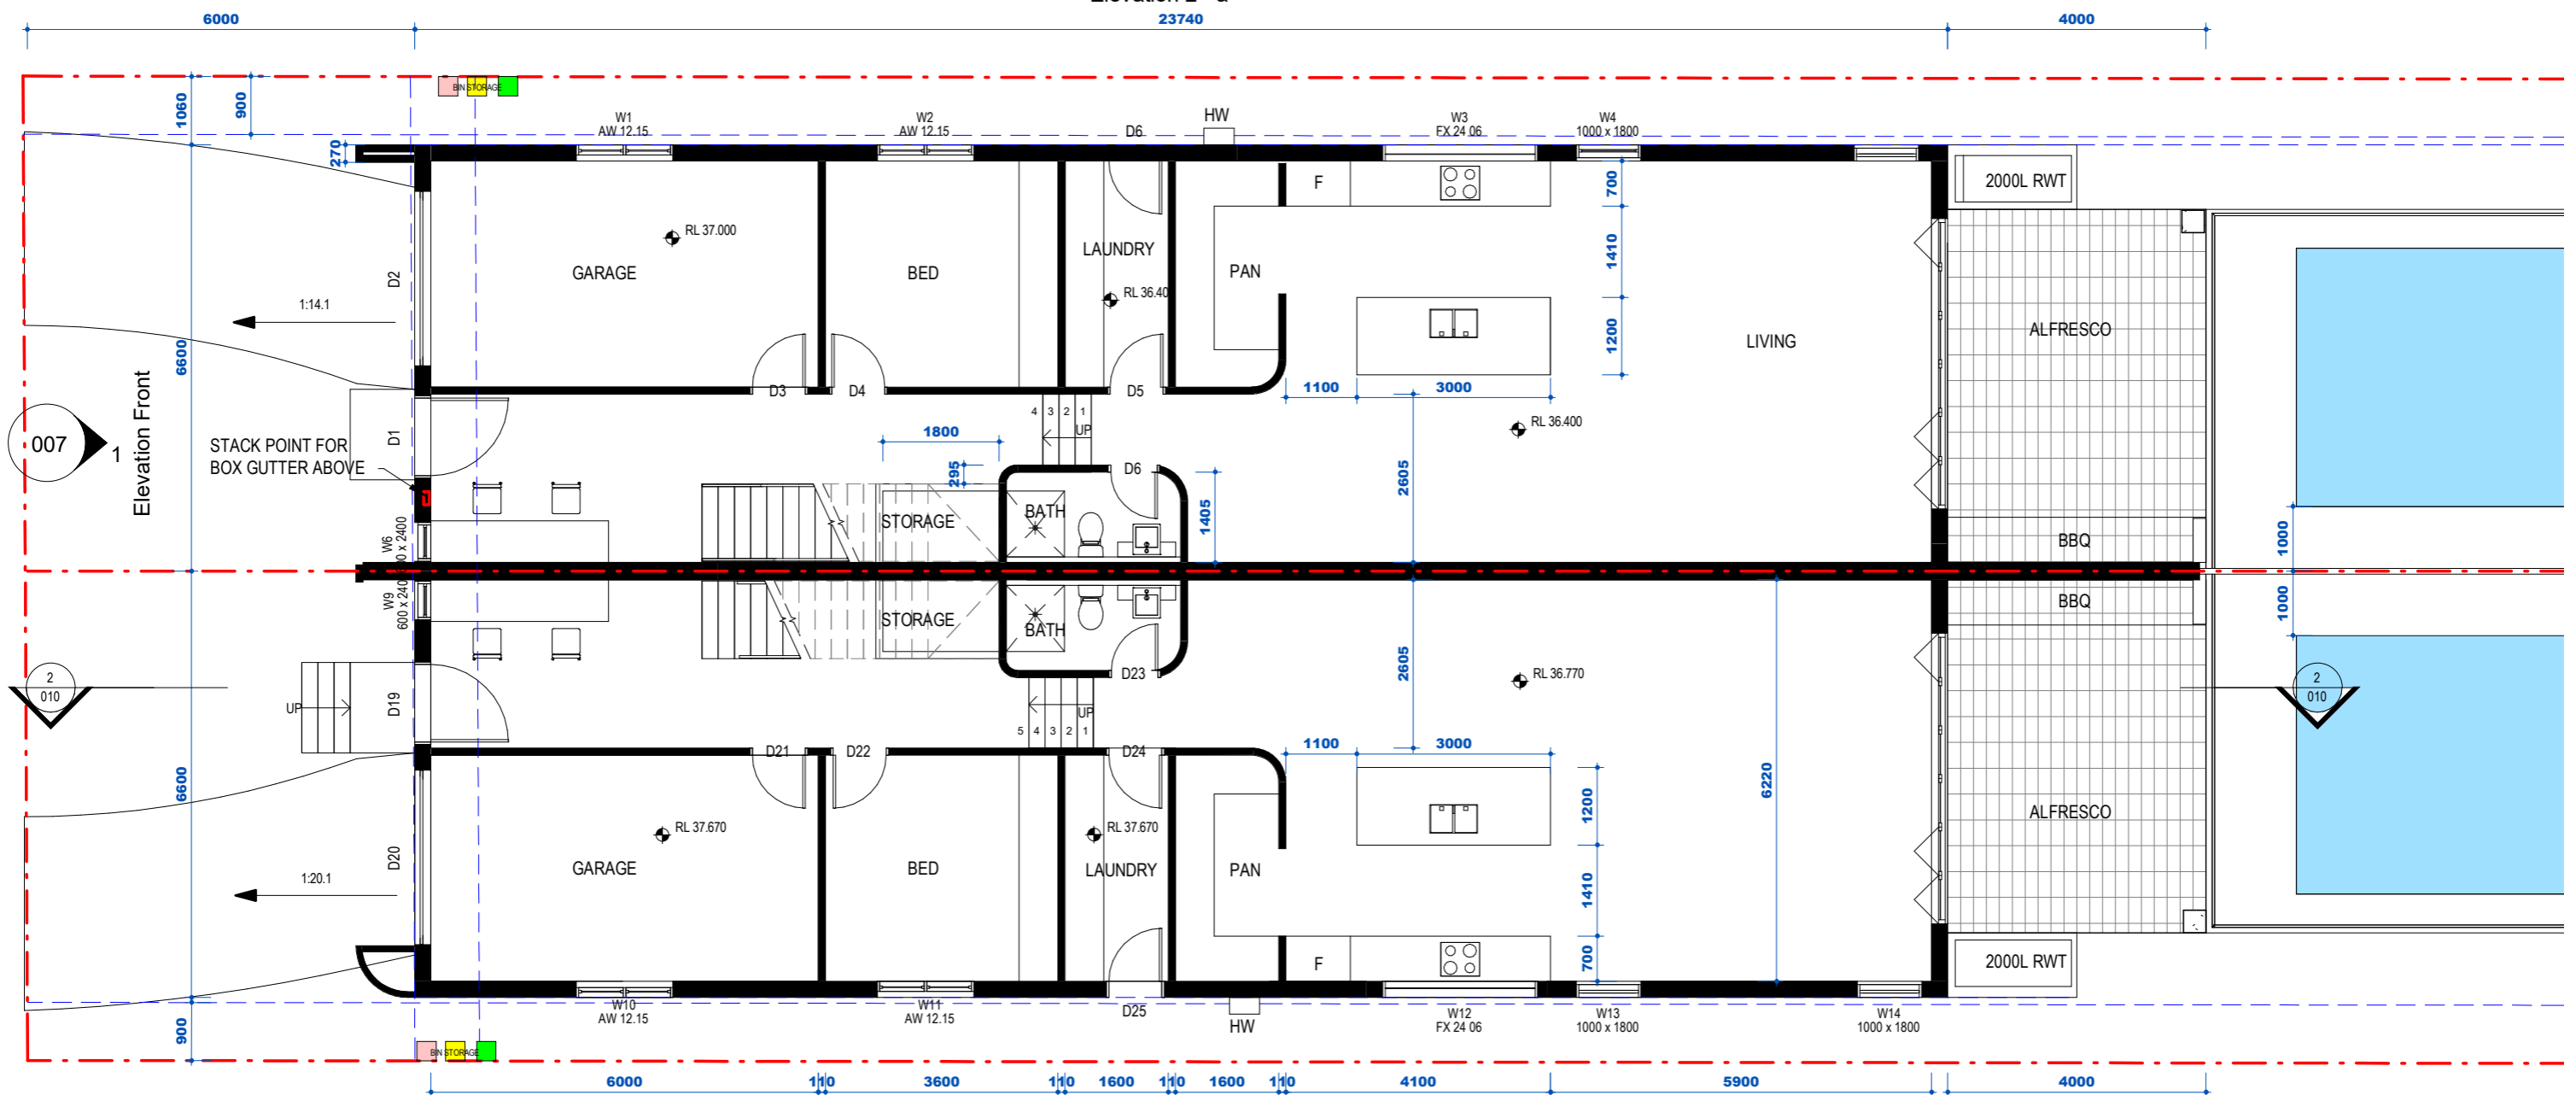 6000
23740
4000
BIN STORAGE
1060
900
270
W1
AW 12.15
W2
AW 12.15
D6
HW
W3
FX 24 06
W4
1000 x 1800
F
700
2000L RWT
RL 37.000
LAUNDRY
GARAGE
BED
PAN
1410
D2
RL 36.40
1:14.1
ALFRESCO
LIVING
1200
6600
Elevation Front
D3
D4
D5
1100
3000
4 3 2 1
UP
007
1
D1
STACK POINT FOR
BOX GUTTER ABOVE
1800
RL 36.400
295
D6
2605
1405
STORAGE
BATH
W6
BBQ
1000
W9
STORAGE
BATH
BBQ
1000
2605
D23
RL 36.770
2
010
UP
D19
UP
5 4 3 2 1
2
010
D21
D22
D24
1100
3000
6600
6220
1200
ALFRESCO
RL 37.670
RL 37.670
D20
GARAGE
BED
LAUNDRY
PAN
1:20.1
1410
700
F
2000L RWT
W10
AW 12.15
W11
AW 12.15
D25
HW
W12
FX 24 06
W13
1000 x 1800
W14
1000 x 1800
900
BIN STORAGE
6000
110
3600
110
1600
110
1600
110
4100
5900
4000